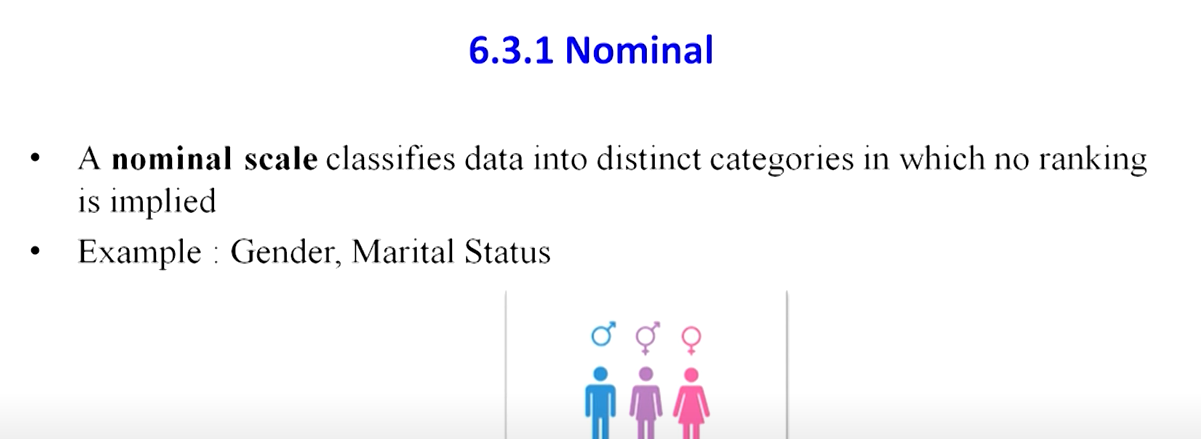 6.3.1 Nominal
• A nominal scale classifies data into distinct categories in which no ranking
is implied
• Example : Gender, Marital Status